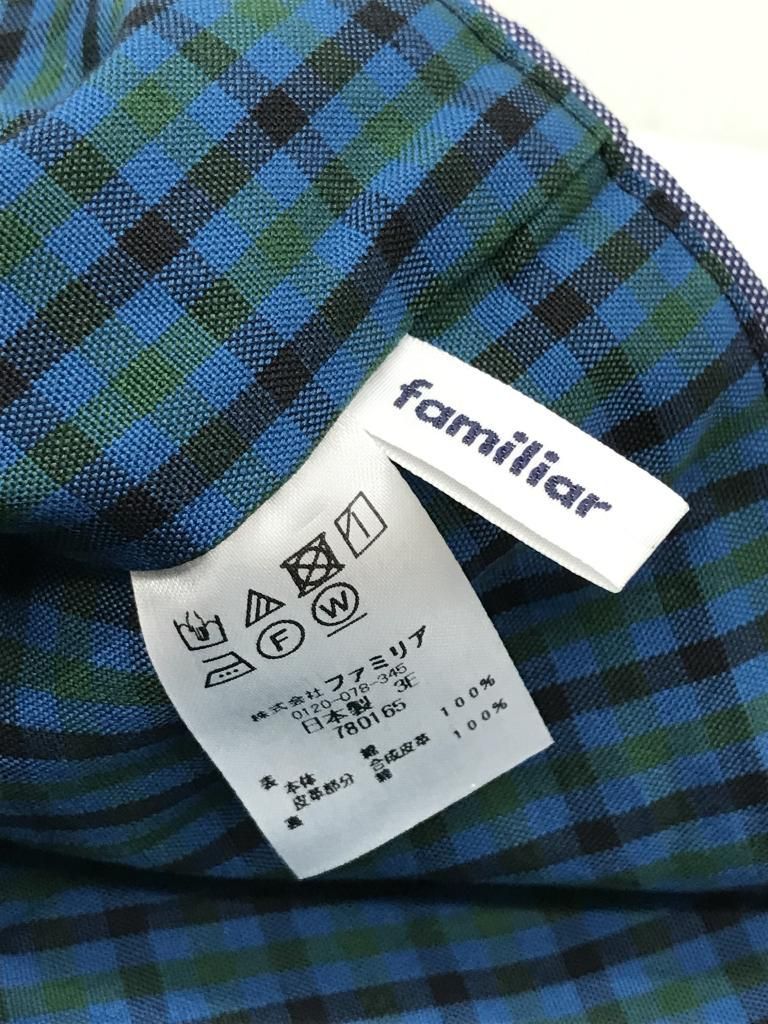 familiar
F W
株式会社 ファミリア
0120-078-345
日本製 3E
780165
表 本体 綿 100%
皮革部分 合成皮革
裏 綿 100%